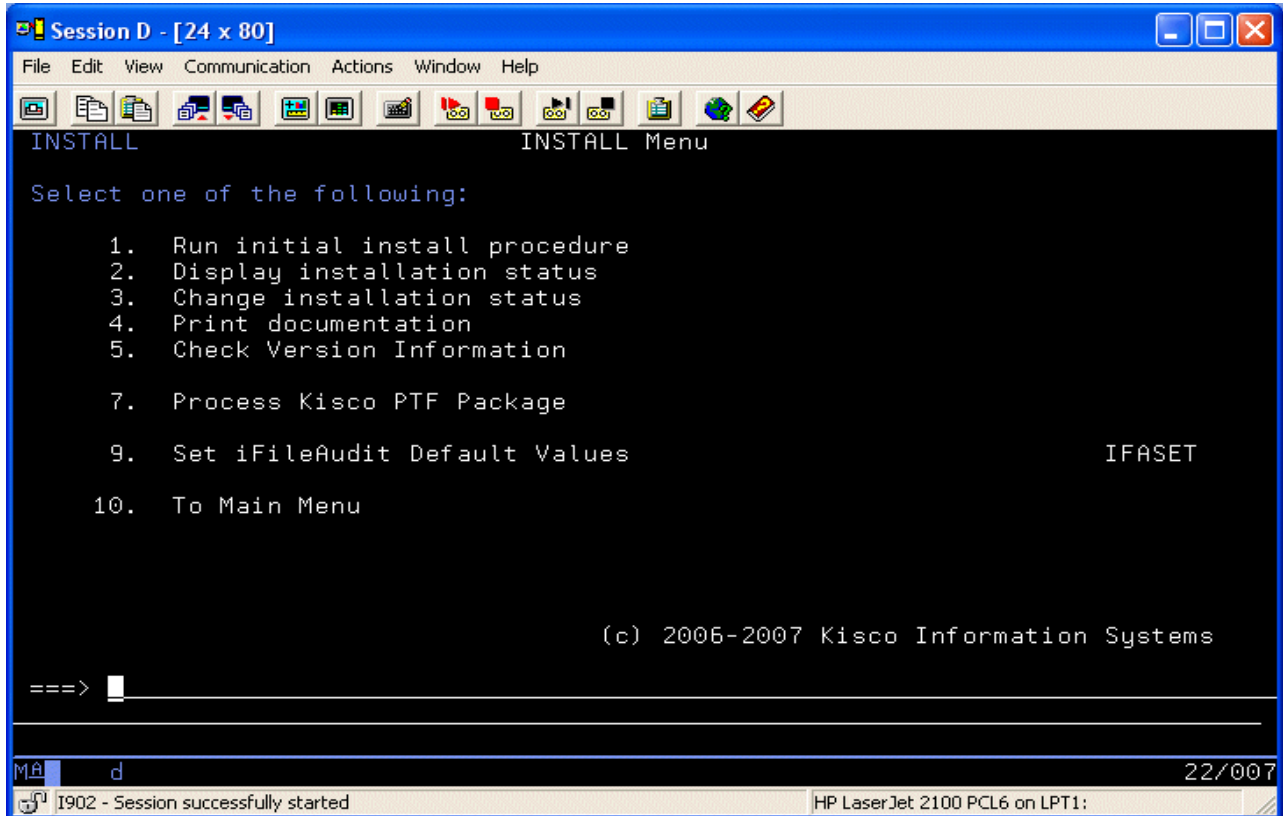 Session D - [24 x 80]
File Edit View Communication Actions Window Help
INSTALL INSTALL Menu
Select one of the following:
1. Run initial install procedure
2. Display installation status
3. Change installation status
4. Print documentation
5. Check Version Information
7. Process Kisco PTF Package
9. Set iFileAudit Default Values IFASET
10. To Main Menu
(c) 2006-2007 Kisco Information Systems
===>
MA d 22/007
I902 - Session successfully started HP LaserJet 2100 PCL6 on LPT1: